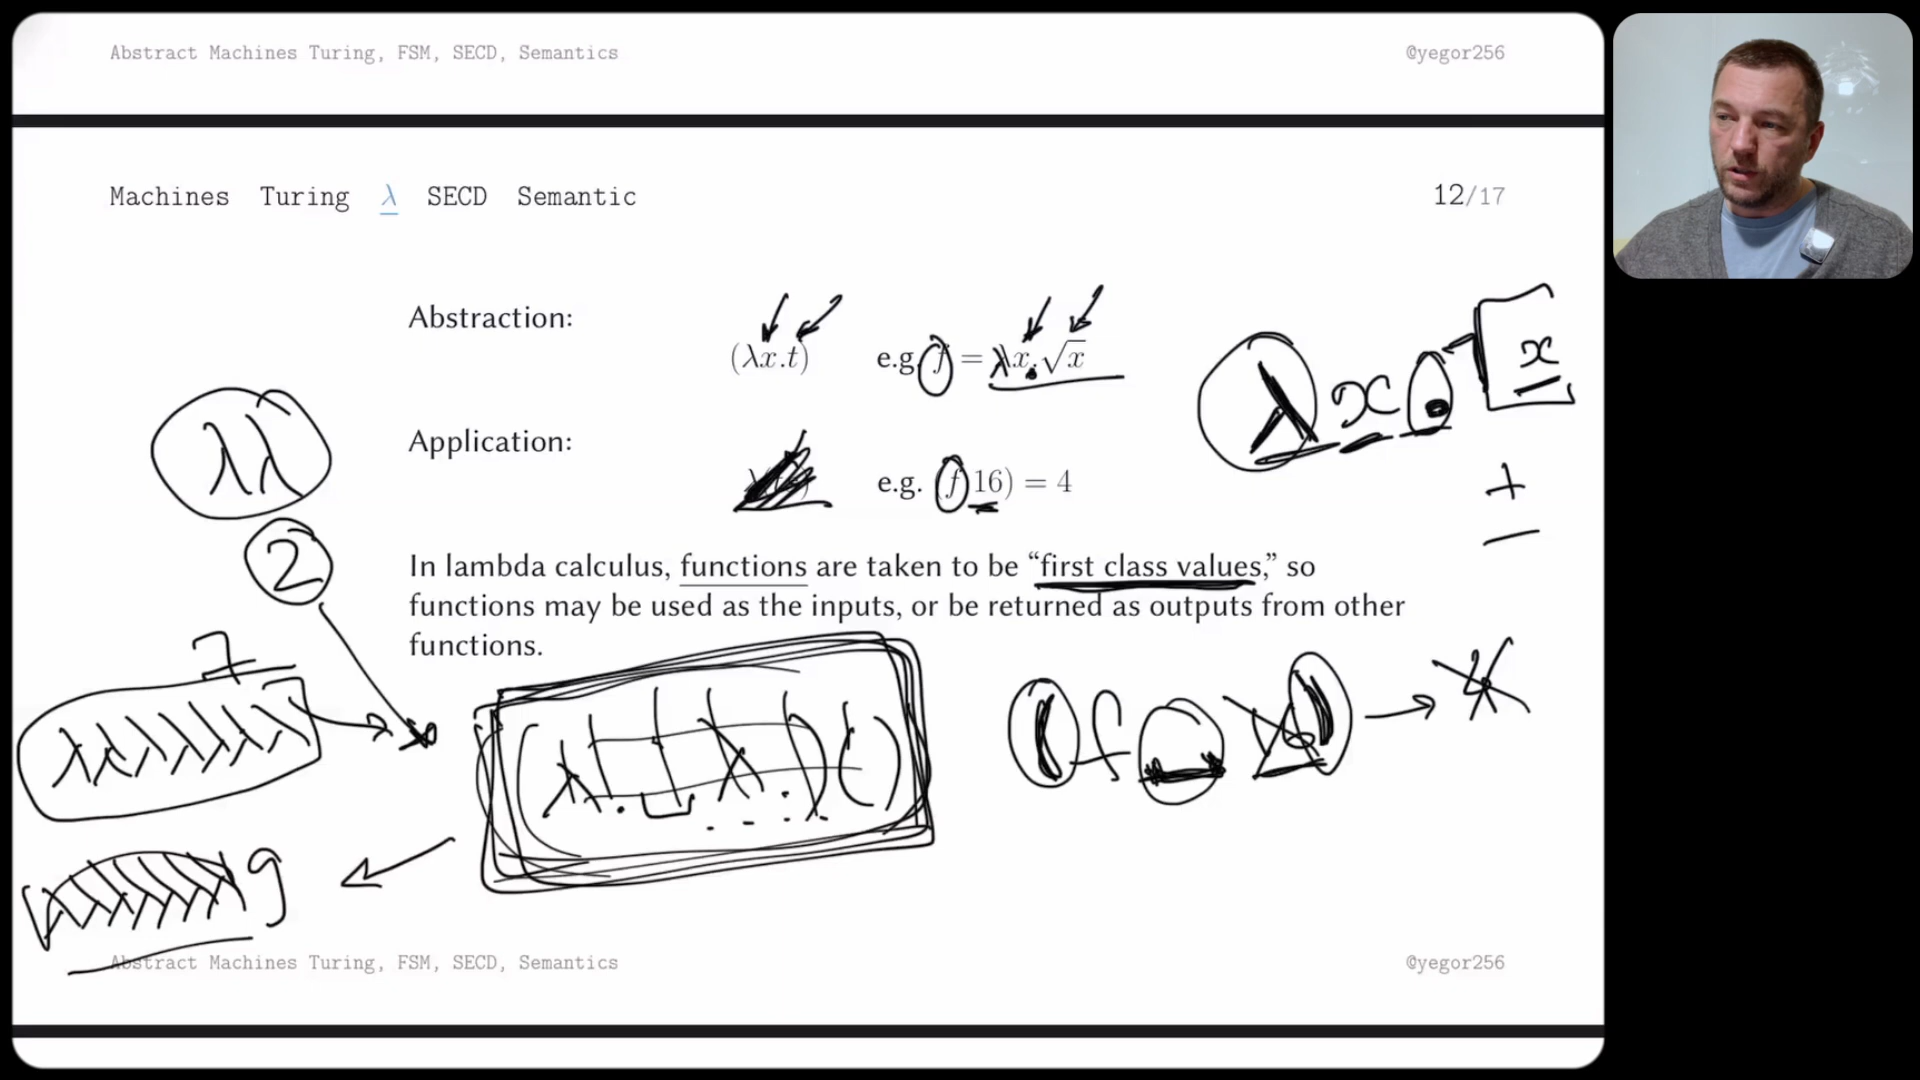 Abstract Machines Turing, FSM, SECD, Semantics @yegor256
Machines Turing λ SECD Semantic 12/17
Abstraction: (λx.t) e.g. f = λx.√x
λx. x
λλ
Application: e.g. (f 16) = 4
+
2
In lambda calculus, functions are taken to be “first class values,” so
functions may be used as the inputs, or be returned as outputs from other
functions.
7
λλλλλλλ
9
Abstract Machines Turing, FSM, SECD, Semantics @yegor256